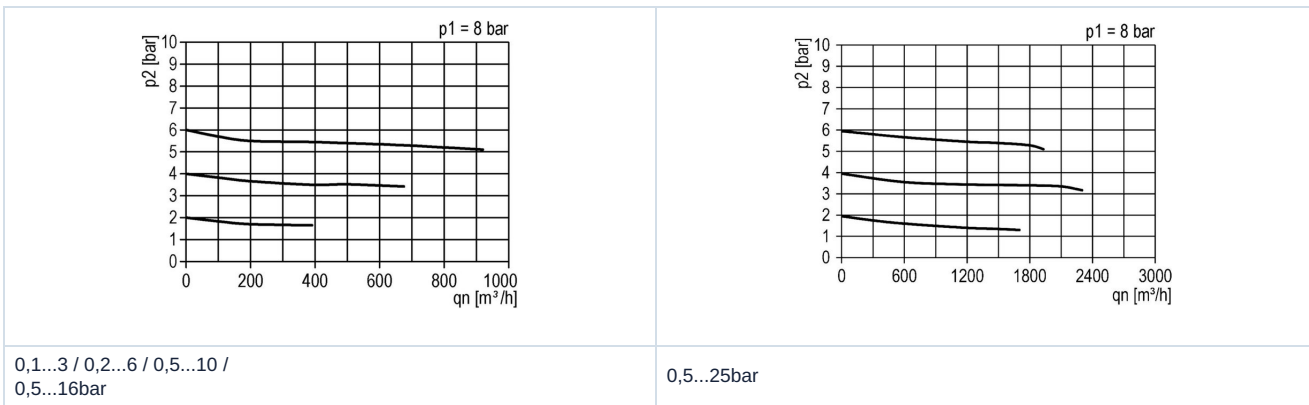 p1 = 8 bar
p2 [bar]
10
9
8
7
6
5
4
3
2
1
0
0 200 400 600 800 1000
qn [m³/h]
p1 = 8 bar
p2 [bar]
10
9
8
7
6
5
4
3
2
1
0
0 600 1200 1800 2400 3000
qn [m³/h]
0,1...3 / 0,2...6 / 0,5...10 /
0,5...16bar
0,5...25bar